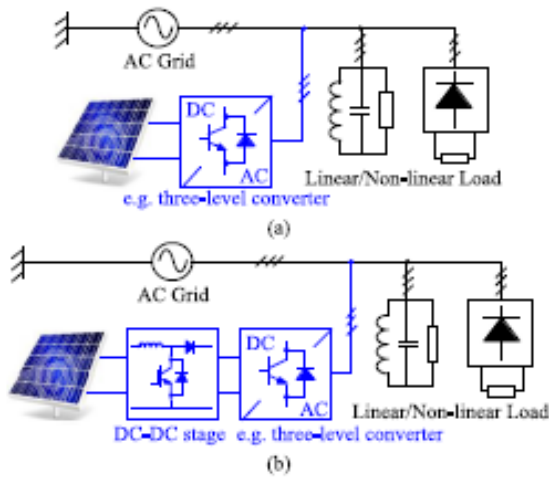 AC Grid
DC
AC
Linear/Non-linear Load
e.g. three-level converter
(a)
AC Grid
DC
AC
Linear/Non-linear Load
DC-DC stage e.g. three-level converter
(b)